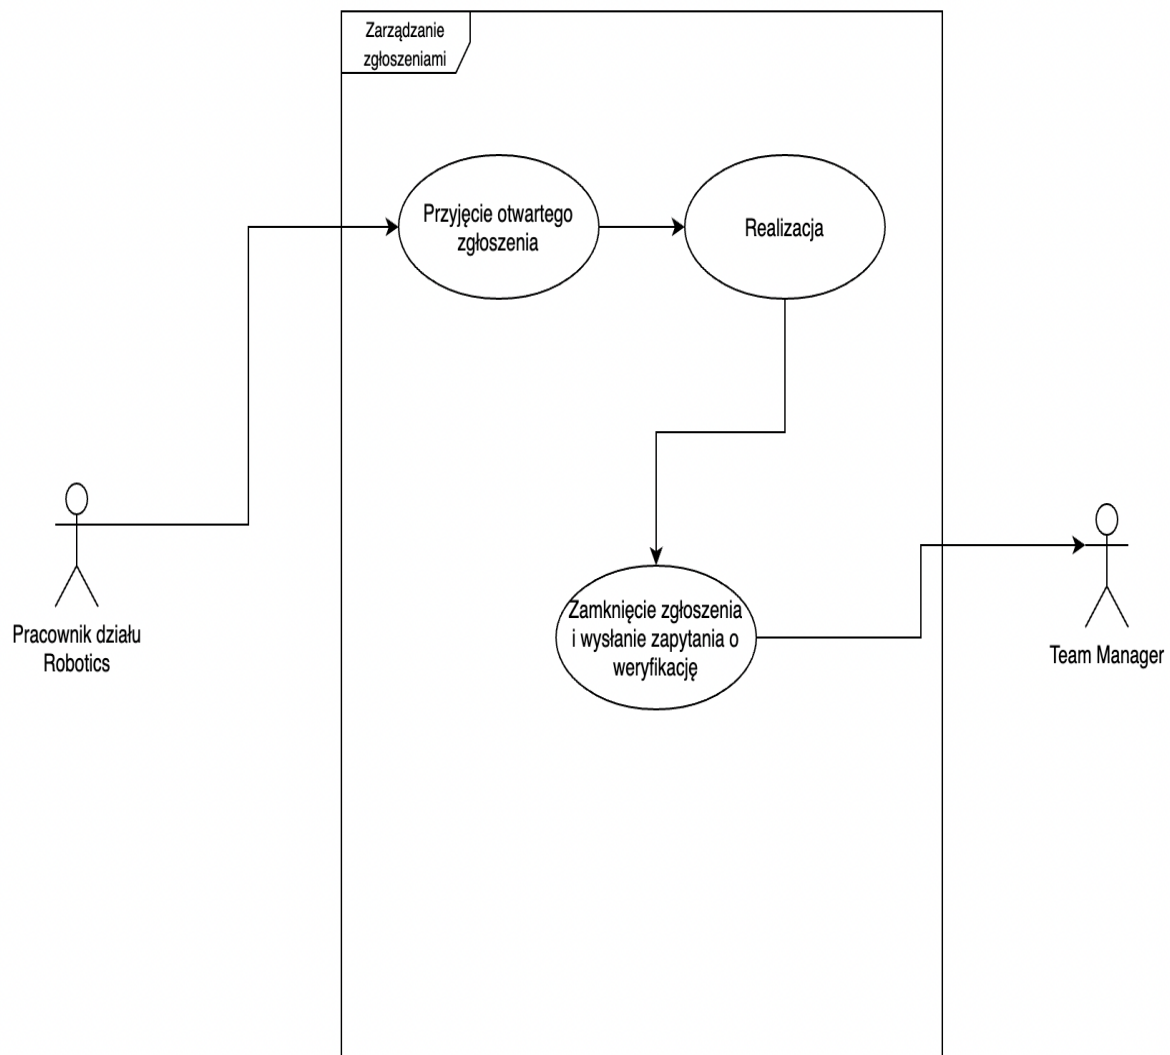 Zarządzanie
zgłoszeniami
Przyjęcie otwartego
zgłoszenia
Realizacja
Zamknięcie zgłoszenia
i wysłanie zapytania o
weryfikację
Pracownik działu
Robotics
Team Manager